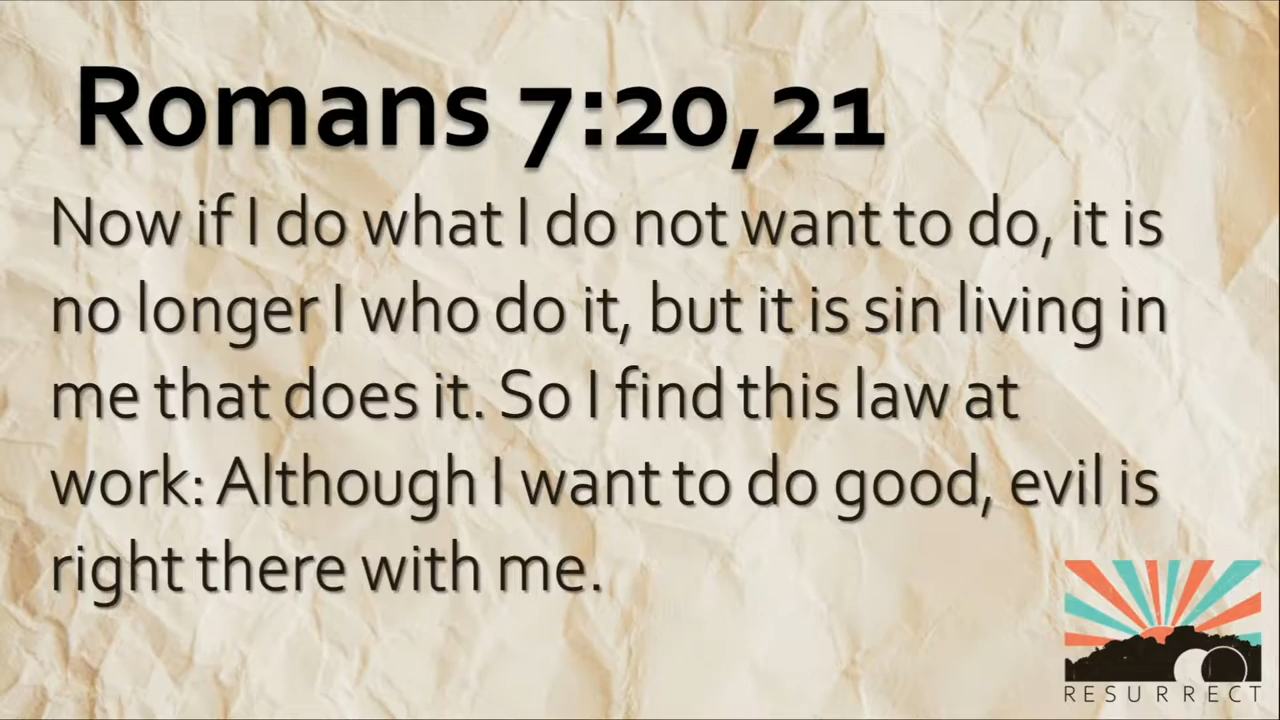 Romans 7:20,21
Now if I do what I do not want to do, it is
no longer I who do it, but it is sin living in
me that does it. So I find this law at
work: Although I want to do good, evil is
right there with me.
RESURRECT